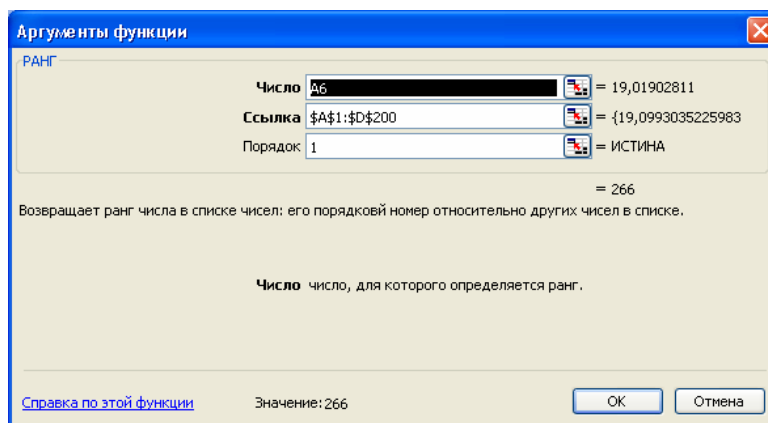 Аргументы функции
РАНГ
Число A6 = 19,01902811
Ссылка $A$1:$D$200 = {19,0993035225983
Порядок 1 = ИСТИНА
= 266
Возвращает ранг числа в списке чисел: его порядковй номер относительно других чисел в списке.
Число число, для которого определяется ранг.
Справка по этой функции Значение:266 ОК Отмена